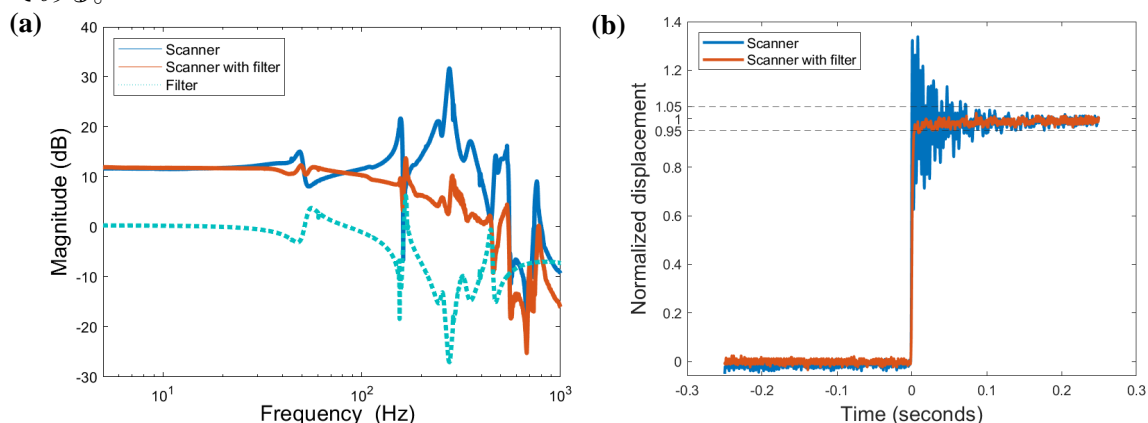 (a)
40
30
20
10
0
-10
-20
-30
Magnitude (dB)
Scanner
Scanner with filter
Filter
10¹
10²
10³
Frequency (Hz)
(b)
1.4
1.2
1.05
1
0.95
0.8
0.6
0.4
0.2
0
Normalized displacement
Scanner
Scanner with filter
-0.3
-0.2
-0.1
0
0.1
0.2
0.3
Time (seconds)